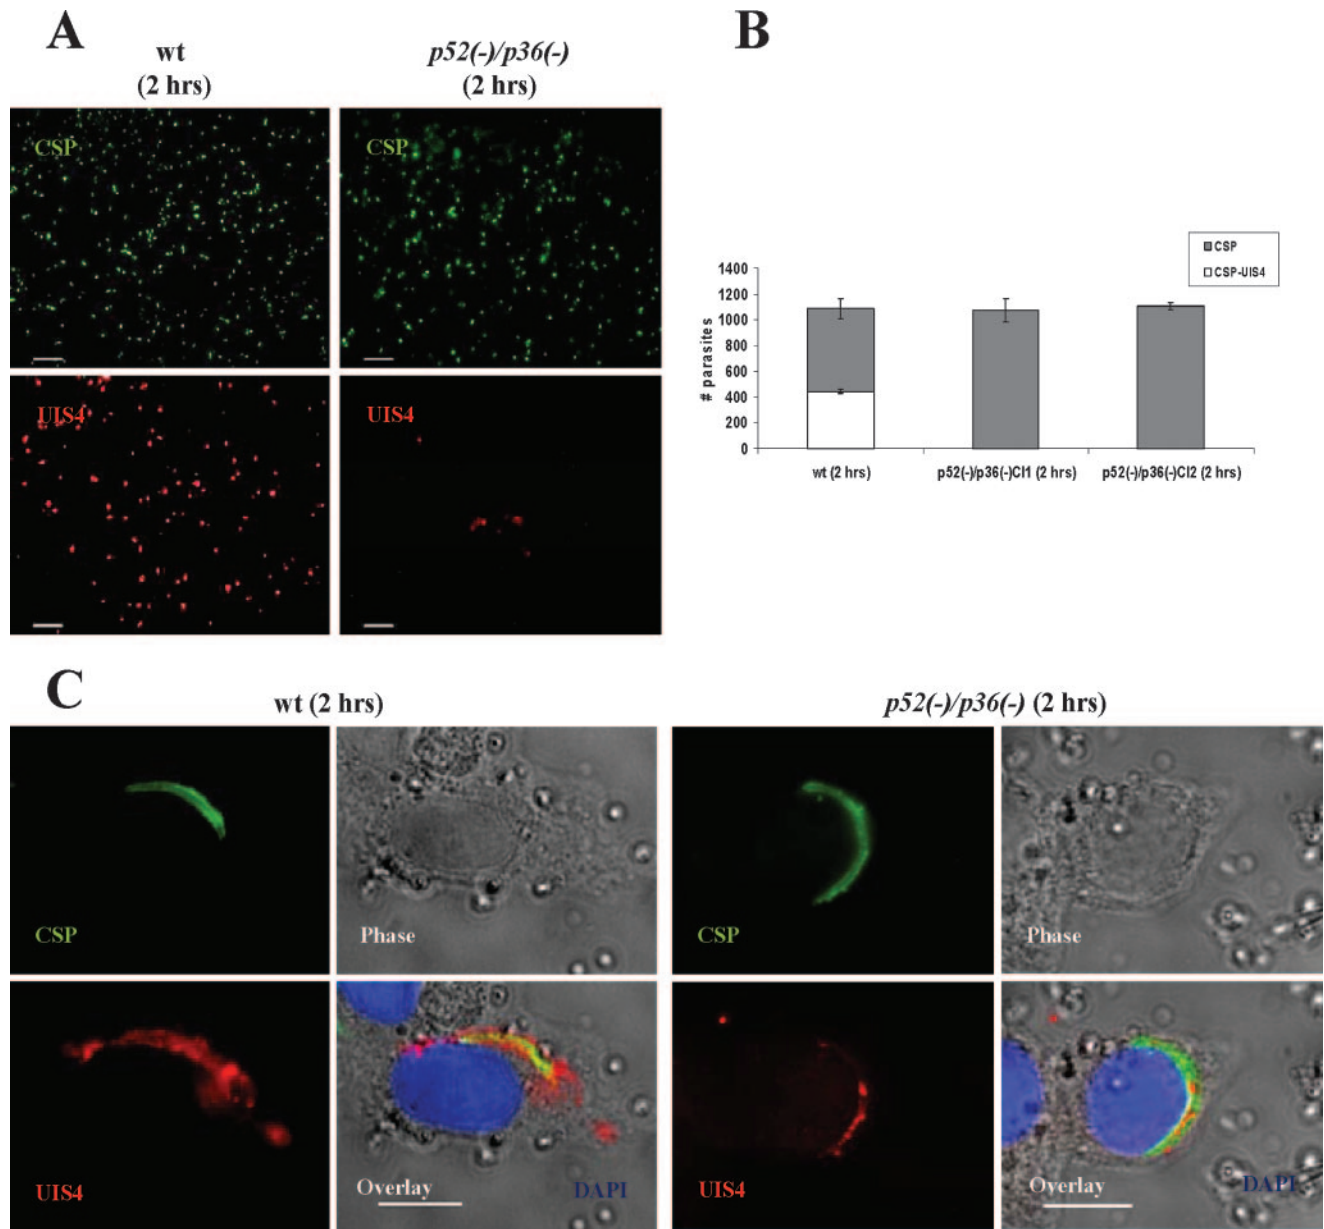 A
B
wt
(2 hrs)
p52(-)/p36(-)
(2 hrs)
CSP
CSP
UIS4
UIS4
CSP
CSP-UIS4
1400
1200
1000
800
600
400
200
0
# parasites
wt (2 hrs)
p52(-)/p36(-)Cl1 (2 hrs)
p52(-)/p36(-)Cl2 (2 hrs)
C
wt (2 hrs)
p52(-)/p36(-) (2 hrs)
CSP
Phase
CSP
Phase
UIS4
Overlay
DAPI
UIS4
Overlay
DAPI